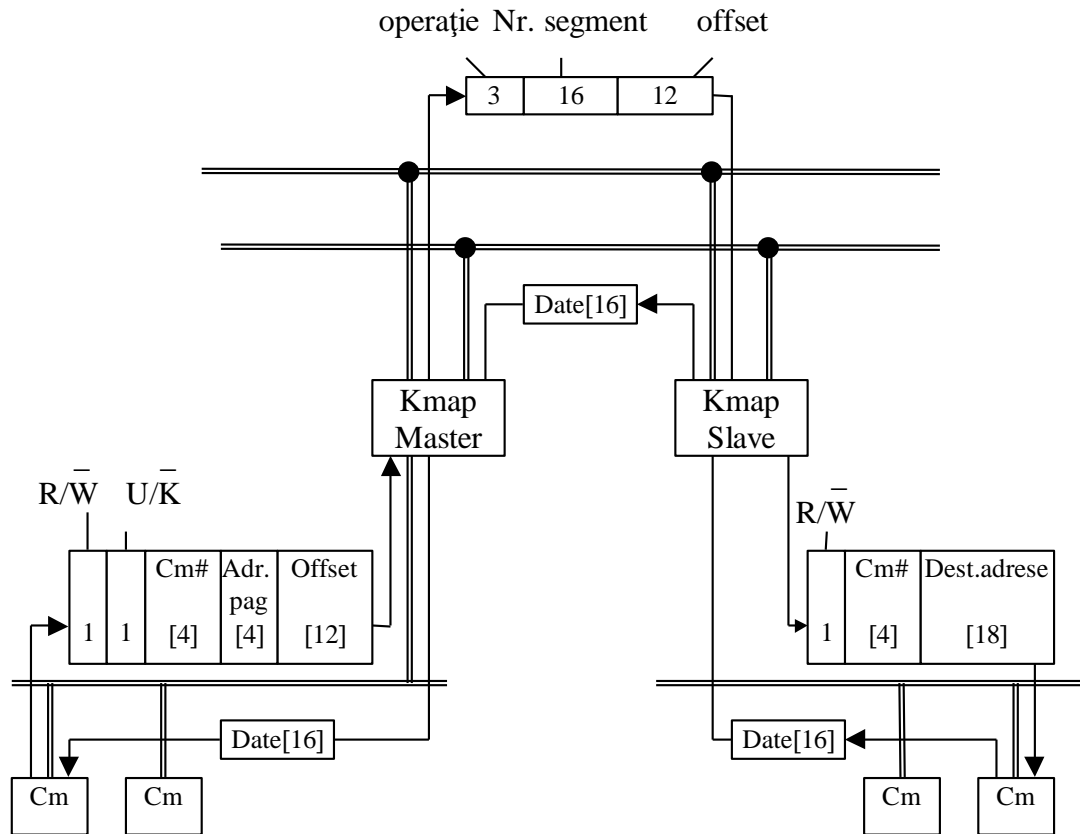 operaţie Nr. segment offset
3 16 12
Date[16]
Kmap
Master
Kmap
Slave
R/W̅ U/K̅
R/W̅
Cm# Adr. Offset
pag
1 1 [4] [4] [12]
Cm# Dest.adrese
1 [4] [18]
Date[16]
Date[16]
Cm Cm
Cm Cm